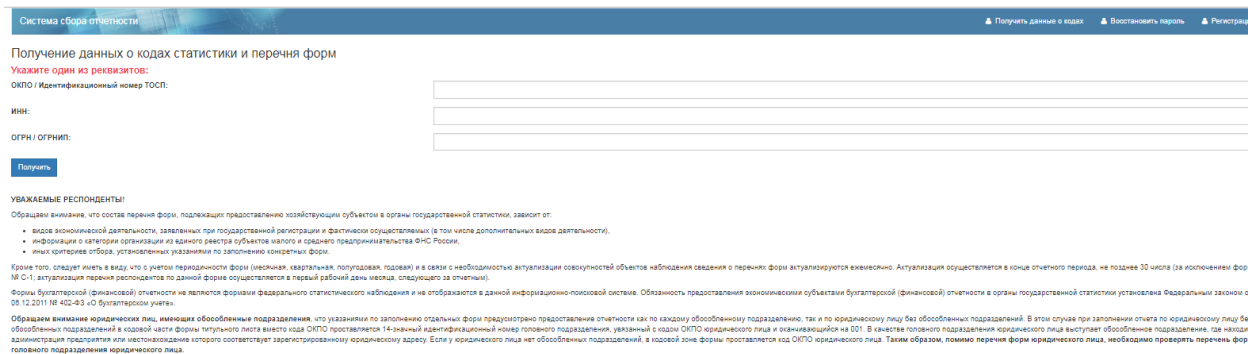 Система сбора отчетности
Получить данные о кодах
Восстановить пароль
Регистрац
Получение данных о кодах статистики и перечня форм
Укажите один из реквизитов:
ОКПО / Идентификационный номер ТОСП:
ИНН:
ОГРН / ОГРНИП:
Получить
УВАЖАЕМЫЕ РЕСПОНДЕНТЫ!
Обращаем внимание, что состав перечня форм, подлежащих предоставлению хозяйствующим субъектом в органы государственной статистики, зависит от:
• видов экономической деятельности, заявленных при государственной регистрации и фактически осуществляемых (в том числе дополнительных видов деятельности),
• информации о категории организации из единого реестра субъектов малого и среднего предпринимательства ФНС России,
• иных критериев отбора, установленных указаниями по заполнению конкретных форм.
Кроме того, следует иметь в виду, что с учетом периодичности форм (месячная, квартальная, полугодовая, годовая) и в связи с необходимостью актуализации совокупностей объектов наблюдения сведения о перечнях форм актуализируются ежемесячно. Актуализация осуществляется в конце отчетного периода, не позднее 30 числа (за исключением фор
№ С-1: актуализация перечня респондентов по данной форме осуществляется в первый рабочий день месяца, следующего за отчетным).
Формы бухгалтерской (финансовой) отчетности не являются формами федерального статистического наблюдения и не отображаются в данной информационно-поисковой системе. Обязанность предоставления экономическими субъектами бухгалтерской (финансовой) отчетности в органы государственной статистики установлена Федеральным законом о
06.12.2011 № 402-ФЗ «О бухгалтерском учете».
Обращаем внимание юридических лиц, имеющих обособленные подразделения, что указаниями по заполнению отдельных форм предусмотрено предоставление отчетности как по каждому обособленному подразделению, так и по юридическому лицу без обособленных подразделений. В этом случае при заполнении отчета по юридическому лицу бе
обособленных подразделений в кодовой части формы титульного листа вместо кода ОКПО проставляется 14-значный идентификационный номер головного подразделения, увязанный с кодом ОКПО юридического лица и оканчивающийся на 001. В качестве головного подразделения юридического лица выступает обособленное подразделение, где находи
администрация предприятия или местонахождение которого соответствует зарегистрированному юридическому адресу. Если у юридического лица нет обособленных подразделений, в кодовой зоне формы проставляется код ОКПО юридического лица. Таким образом, помимо перечня форм юридического лица, необходимо проверять перечень фор
головного подразделения юридического лица.